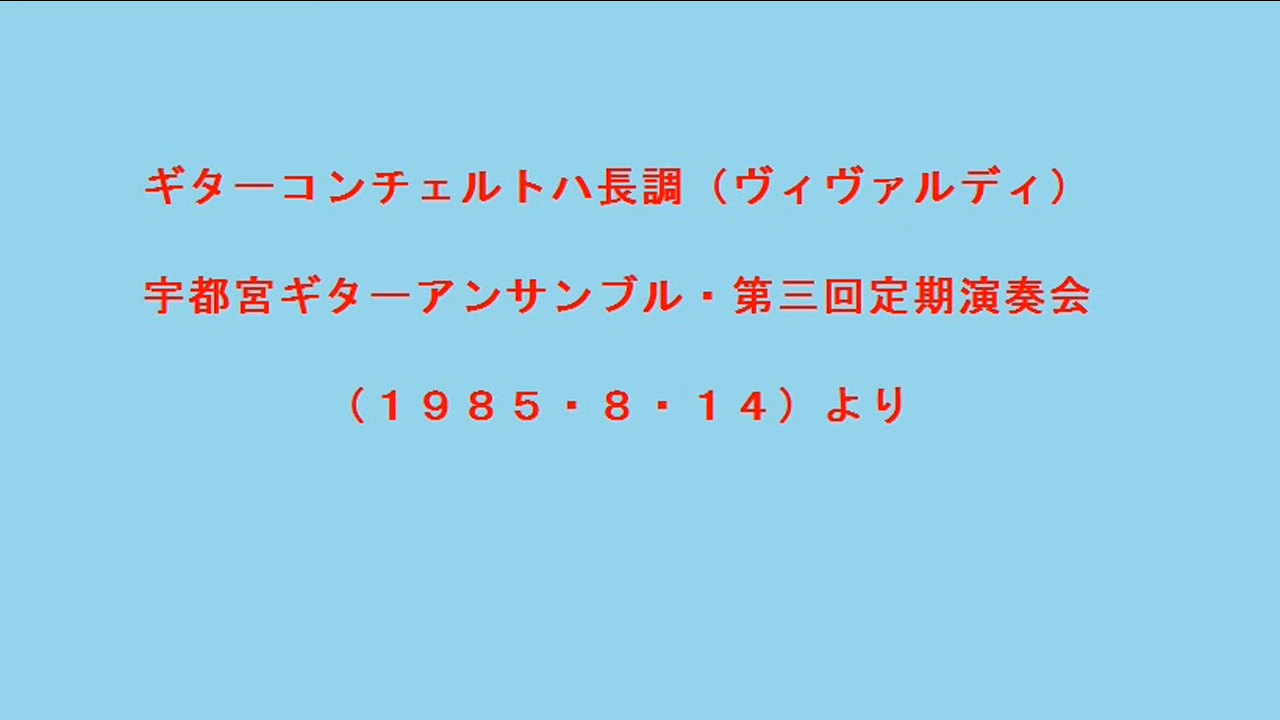 ギターコンチェルトハ長調（ヴィヴァルディ）
宇都宮ギターアンサンブル・第三回定期演奏会
（１９８５・８・１４）より